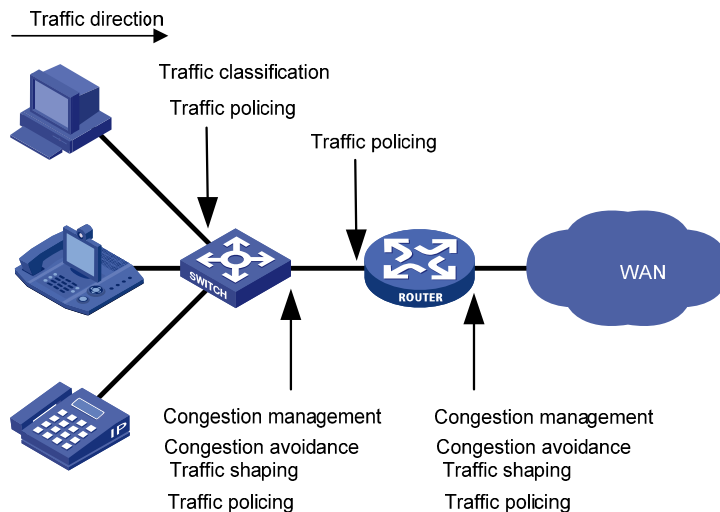 Traffic direction
Traffic classification
Traffic policing
Traffic policing
SWITCH
ROUTER
WAN
IP
Congestion management
Congestion avoidance
Traffic shaping
Traffic policing
Congestion management
Congestion avoidance
Traffic shaping
Traffic policing